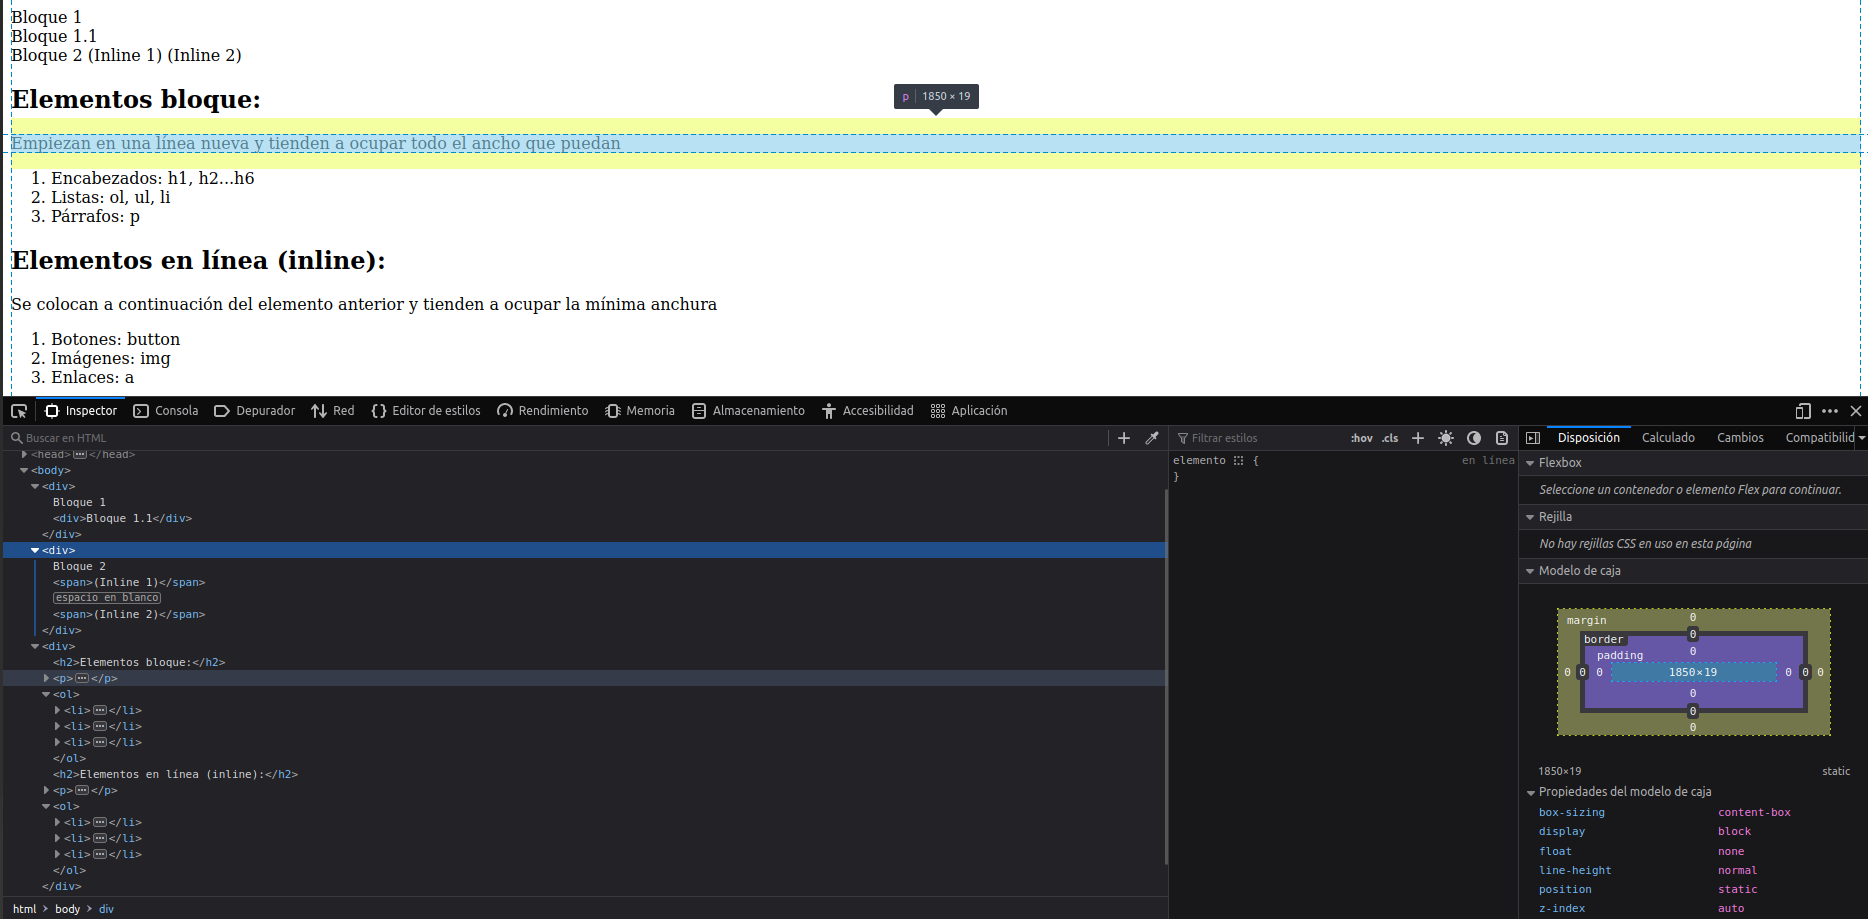 Bloque 1
Bloque 1.1
Bloque 2 (Inline 1) (Inline 2)
Elementos bloque:
p 1850 × 19
Empiezan en una línea nueva y tienden a ocupar todo el ancho que puedan
1. Encabezados: h1, h2...h6
2. Listas: ol, ul, li
3. Párrafos: p
Elementos en línea (inline):
Se colocan a continuación del elemento anterior y tienden a ocupar la mínima anchura
1. Botones: button
2. Imágenes: img
3. Enlaces: a
Inspector Consola Depurador Red {} Editor de estilos Rendimiento Memoria Almacenamiento Accesibilidad Aplicación
Buscar en HTML
<head></head>
<body>
<div>
Bloque 1
<div>Bloque 1.1</div>
</div>
<div>
Bloque 2
<span>(Inline 1)</span>
espacio en blanco
<span>(Inline 2)</span>
</div>
<div>
<h2>Elementos bloque:</h2>
<p></p>
<ol>
<li></li>
<li></li>
<li></li>
</ol>
<h2>Elementos en línea (inline):</h2>
<p></p>
<ol>
<li></li>
<li></li>
<li></li>
</ol>
</div>
html > body > div
Filtrar estilos :hov .cls
elemento { en línea
}
Disposición Calculado Cambios Compatibilid
Flexbox
Seleccione un contenedor o elemento Flex para continuar.
Rejilla
No hay rejillas CSS en uso en esta página
Modelo de caja
margin 0
border 0
padding 0
0 0 0 1850×19 0 0 0
0
0
0
1850×19 static
Propiedades del modelo de caja
box-sizing content-box
display block
float none
line-height normal
position static
z-index auto